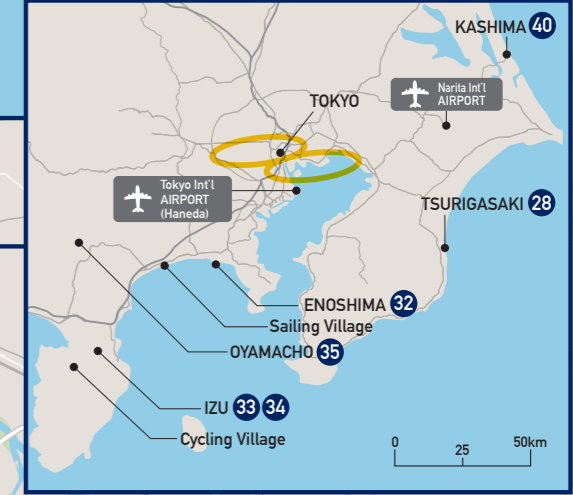 KASHIMA 40
Narita Int'l
AIRPORT
TOKYO
Tokyo Int'l
AIRPORT
(Haneda)
TSURIGASAKI 28
ENOSHIMA 32
Sailing Village
OYAMACHO 35
IZU 33 34
Cycling Village
0 25 50km